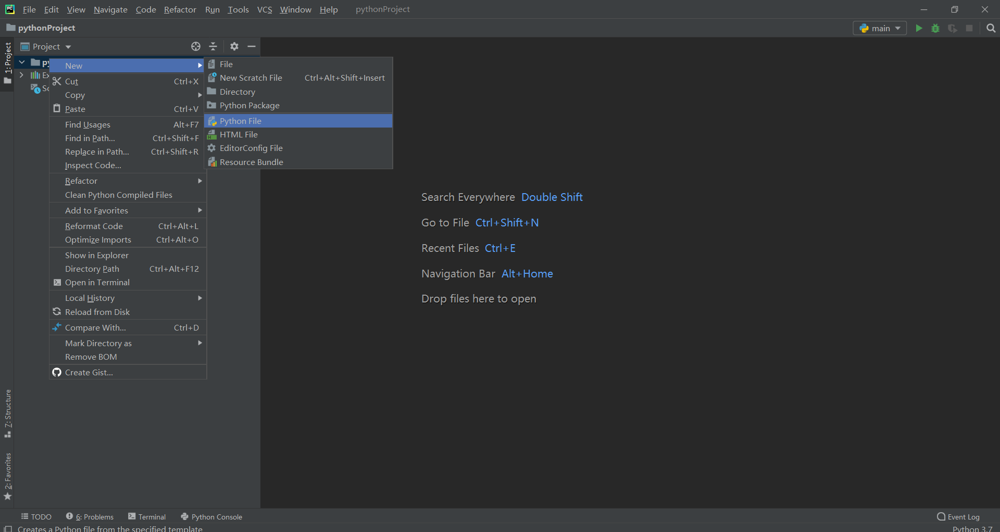 PC File Edit View Navigate Code Refactor Run Tools VCS Window Help pythonProject
pythonProject
main
1: Project
Project
New
Cut Ctrl+X
Copy
Paste Ctrl+V
Find Usages Alt+F7
Find in Path... Ctrl+Shift+F
Replace in Path... Ctrl+Shift+R
Inspect Code...
Refactor
Clean Python Compiled Files
Add to Favorites
Reformat Code Ctrl+Alt+L
Optimize Imports Ctrl+Alt+O
Show in Explorer
Directory Path Ctrl+Alt+F12
Open in Terminal
Local History
Reload from Disk
Compare With... Ctrl+D
Mark Directory as
Remove BOM
Create Gist...
File
New Scratch File Ctrl+Alt+Shift+Insert
Directory
Python Package
Python File
HTML File
EditorConfig File
Resource Bundle
Search Everywhere Double Shift
Go to File Ctrl+Shift+N
Recent Files Ctrl+E
Navigation Bar Alt+Home
Drop files here to open
7: Structure
2: Favorites
TODO 6: Problems Terminal Python Console Event Log
Creates a Python file from the specified template Python 3.7